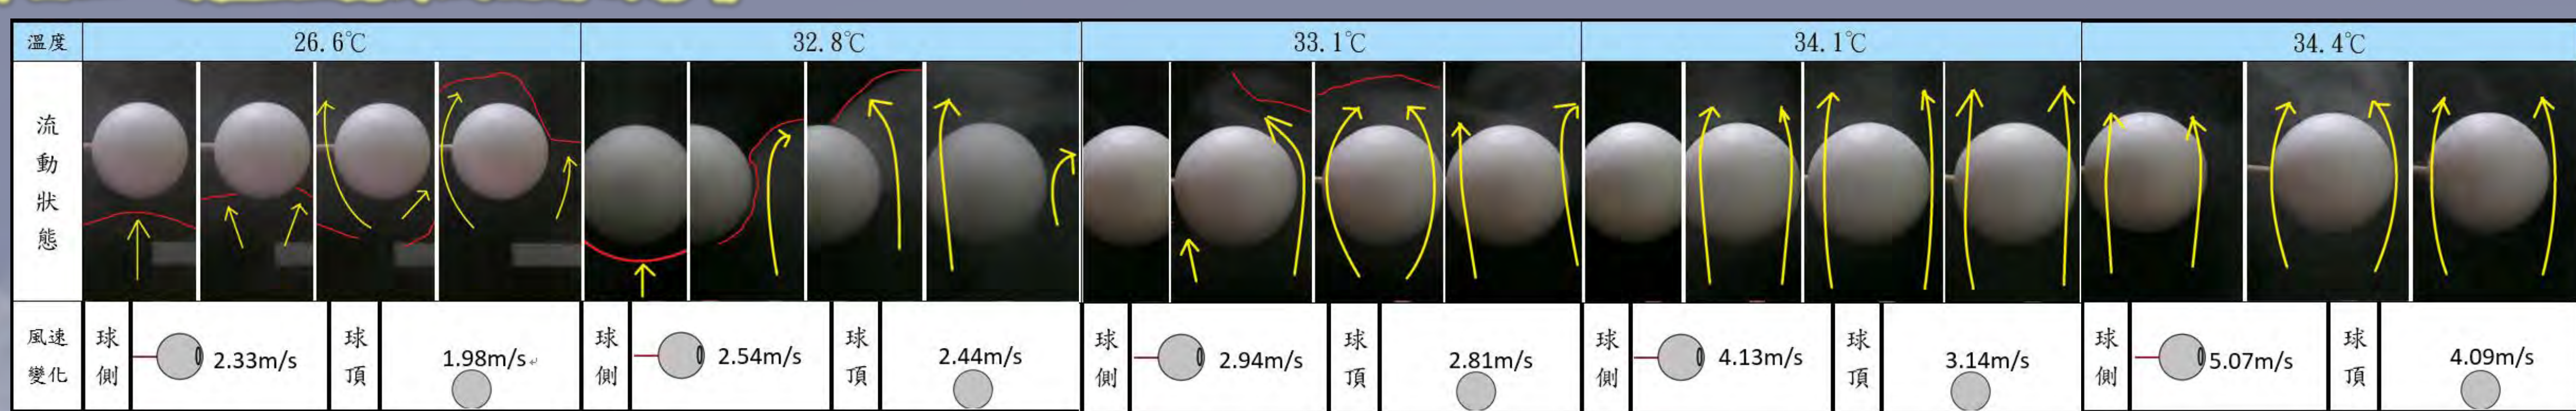 溫度 26.6℃ 32.8℃ 33.1℃ 34.1℃ 34.4℃
流動狀態
風速變化 球側 2.33m/s 球頂 1.98m/s 球側 2.54m/s 球頂 2.44m/s 球側 2.94m/s 球頂 2.81m/s 球側 4.13m/s 球頂 3.14m/s 球側 5.07m/s 球頂 4.09m/s